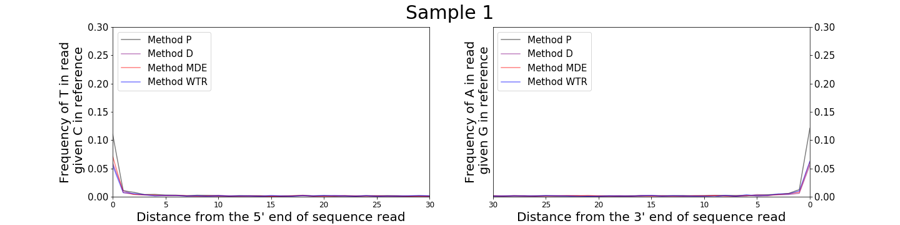 Sample 1
Frequency of T in read
given C in reference
0.30
0.25
0.20
0.15
0.10
0.05
0.00
Method P
Method D
Method MDE
Method WTR
0 5 10 15 20 25 30
Distance from the 5' end of sequence read
Frequency of A in read
given G in reference
Method P
Method D
Method MDE
Method WTR
0.30
0.25
0.20
0.15
0.10
0.05
0.00
30 25 20 15 10 5 0
Distance from the 3' end of sequence read